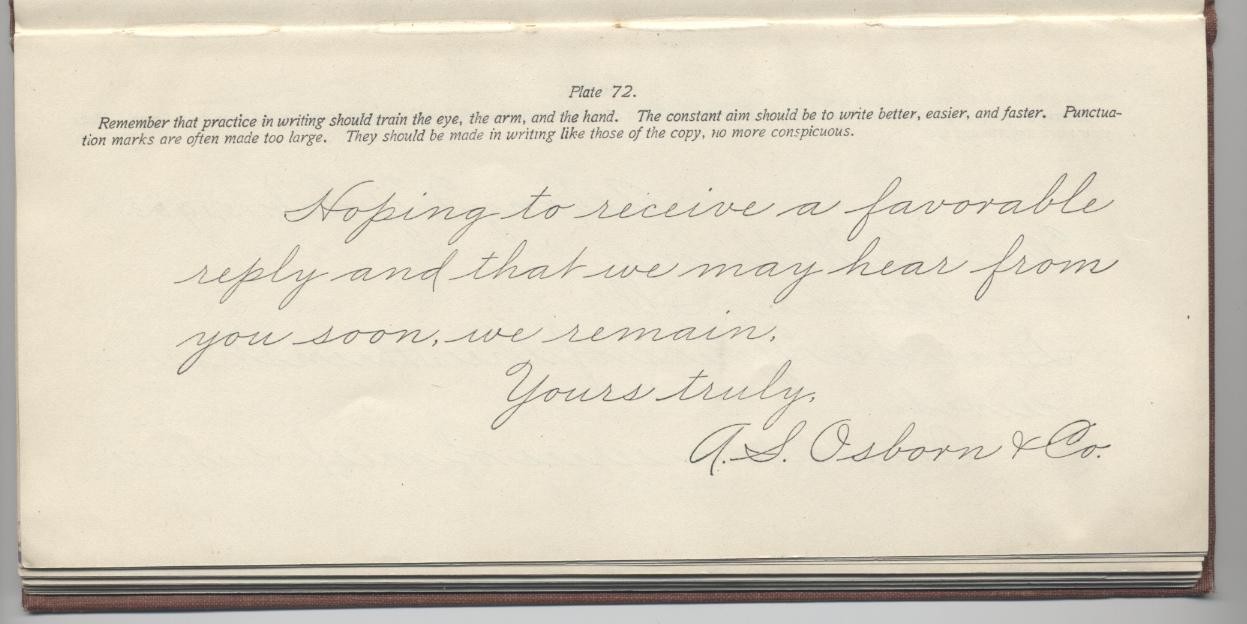 Plate 72.
Remember that practice in writing should train the eye, the arm, and the hand. The constant aim should be to write better, easier, and faster. Punctua-
tion marks are often made too large. They should be made in writing like those of the copy, no more conspicuous.
Hoping to receive a favorable
reply and that we may hear from
you soon, we remain,
Yours truly,
A. S. Osborn & Co.